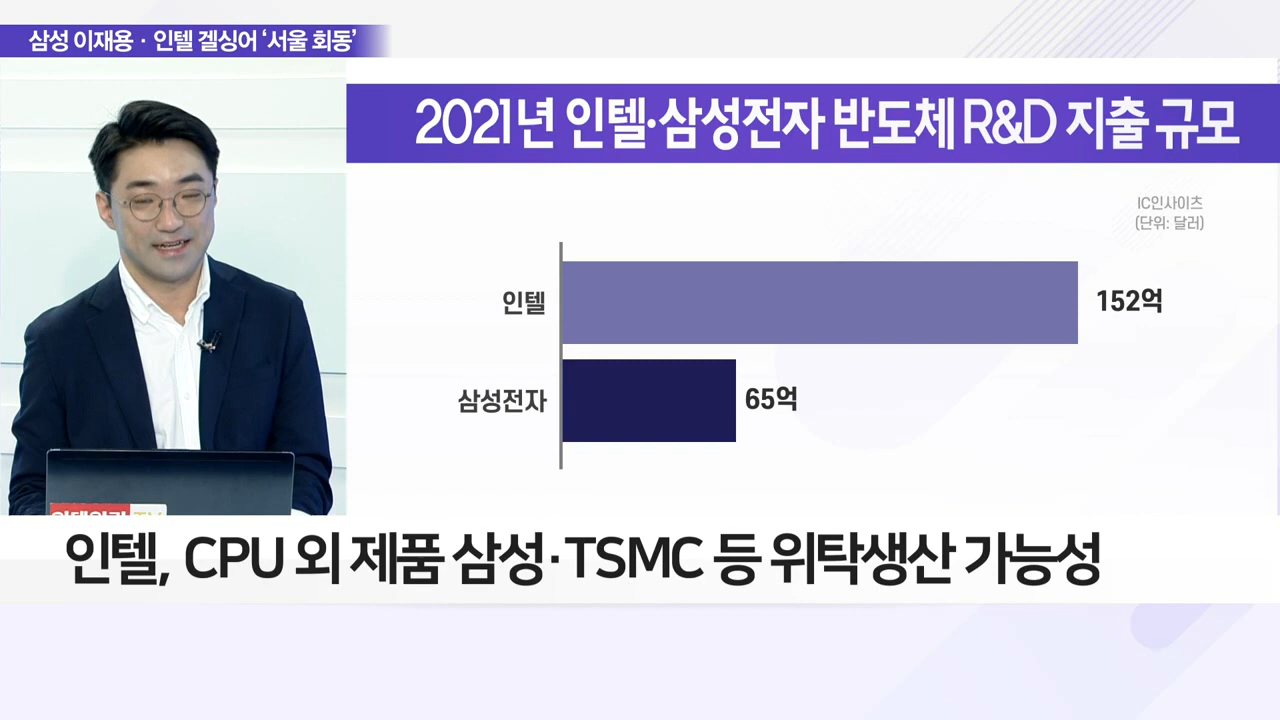 삼성 이재용 · 인텔 겔싱어 ‘서울 회동’
2021년 인텔·삼성전자 반도체 R&D 지출 규모
IC인사이츠
(단위: 달러)
인텔
152억
삼성전자
65억
인텔, CPU 외 제품 삼성·TSMC 등 위탁생산 가능성